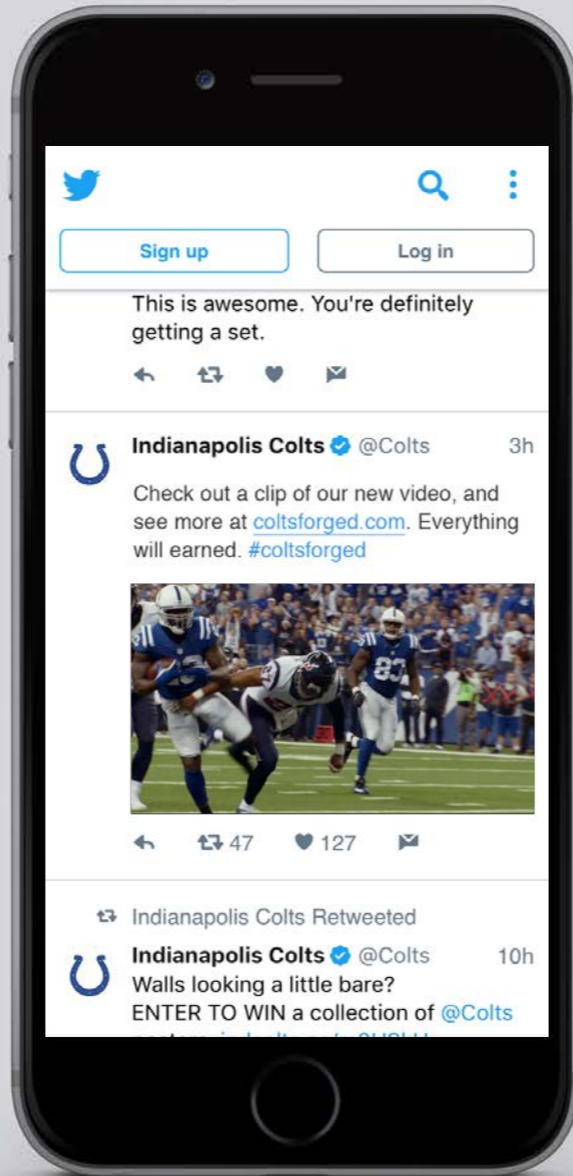 Sign up
Log in
This is awesome. You're definitely
getting a set.
Indianapolis Colts @Colts 3h
Check out a clip of our new video, and
see more at coltsforged.com. Everything
will earned. #coltsforged
83
47 127
Indianapolis Colts Retweeted
Indianapolis Colts @Colts 10h
Walls looking a little bare?
ENTER TO WIN a collection of @Colts